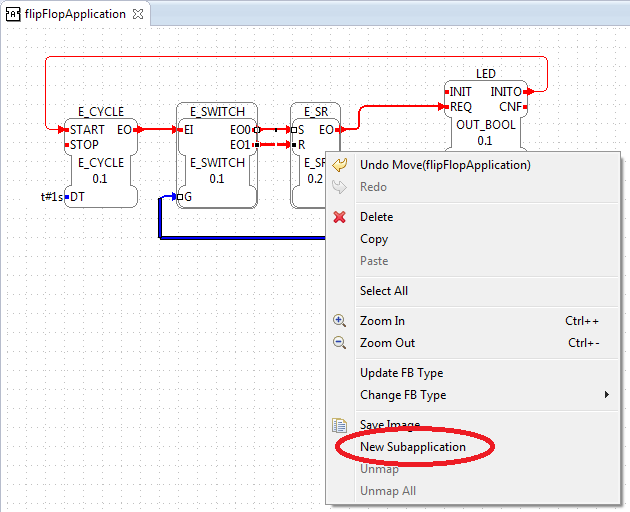 flipFlopApplication
LED
INIT INITO
REQ CNF
OUT_BOOL
0.1
E_CYCLE
START EO
STOP
E_CYCLE
0.1
t#1s DT
E_SWITCH
EI EO0
EO1
E_SWITCH
0.1
G
E_SR
S EO
R
E_SR
0.2
Undo Move(flipFlopApplication)
Redo
Delete
Copy
Paste
Select All
Zoom In Ctrl++
Zoom Out Ctrl+-
Update FB Type
Change FB Type
Save Image
New Subapplication
Unmap
Unmap All